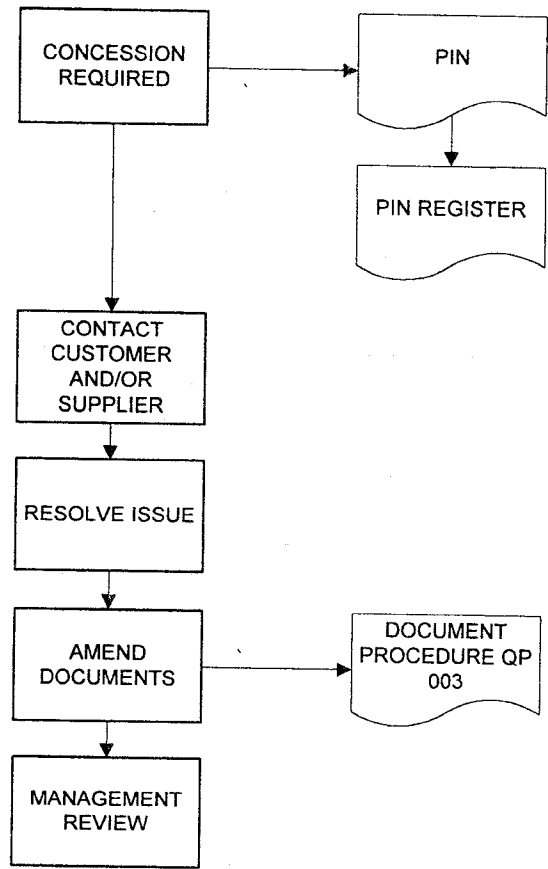 CONCESSION
REQUIRED
PIN
PIN REGISTER
CONTACT
CUSTOMER
AND/OR
SUPPLIER
RESOLVE ISSUE
AMEND
DOCUMENTS
DOCUMENT
PROCEDURE QP
003
MANAGEMENT
REVIEW